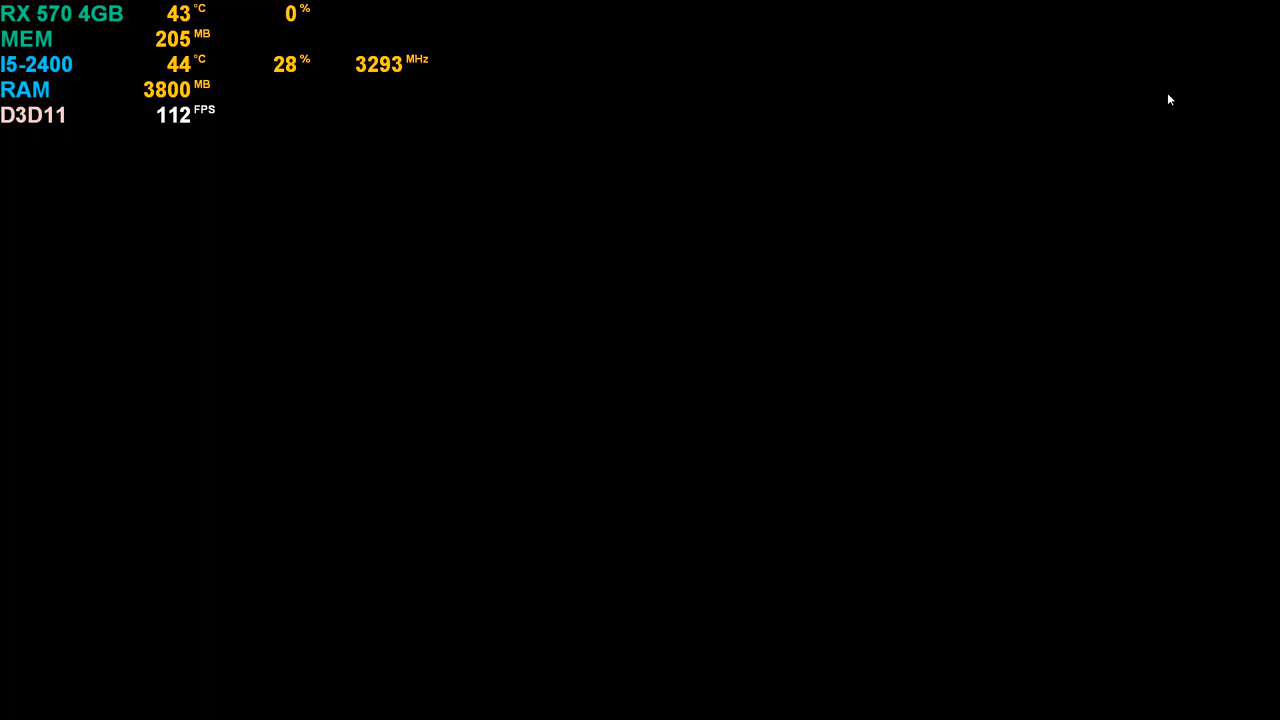 RX 570 4GB 43 °C 0 %
MEM 205 MB
I5-2400 44 °C 28 % 3293 MHz
RAM 3800 MB
D3D11 112 FPS